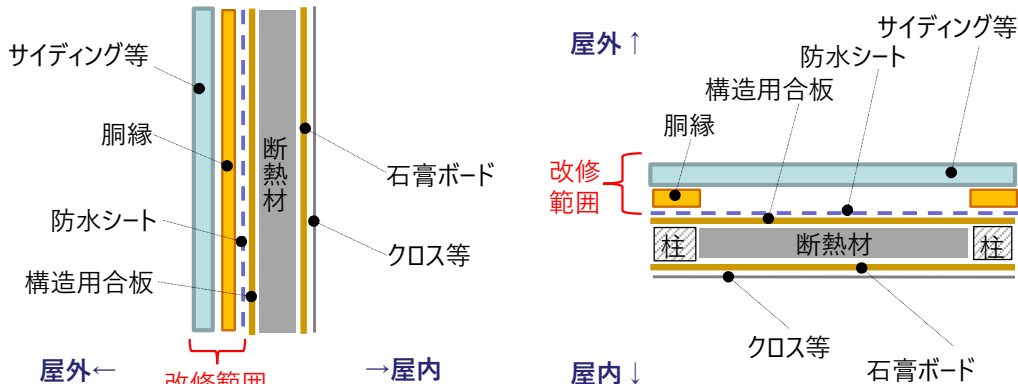 サイディング等
胴縁
防水シート
構造用合板
断熱材
石膏ボード
クロス等
屋外←
改修範囲
→屋内
屋外↑
サイディング等
防水シート
構造用合板
胴縁
改修
範囲
柱
断熱材
柱
クロス等
石膏ボード
屋内↓